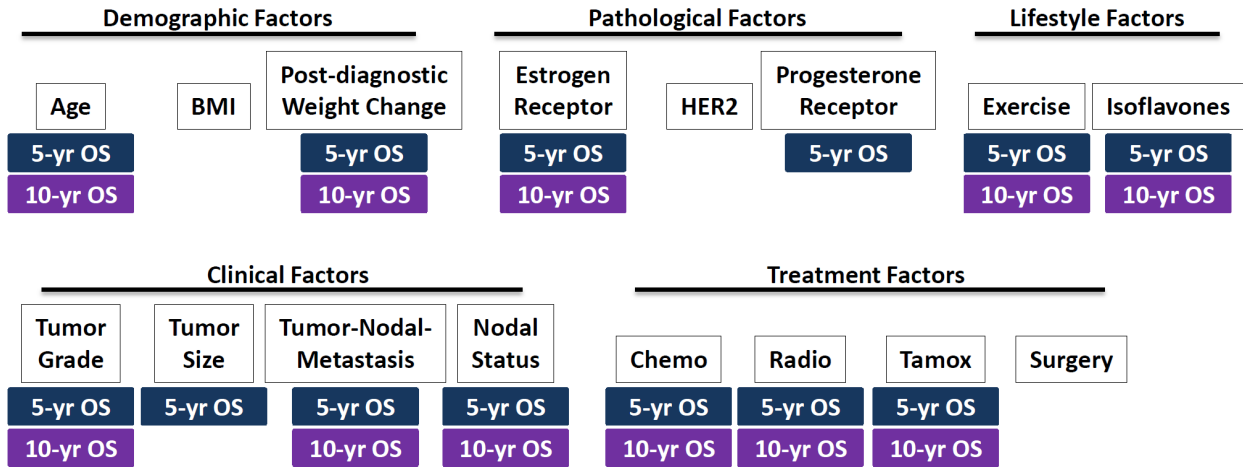 Demographic Factors
Pathological Factors
Lifestyle Factors
Age
BMI
Post-diagnostic
Weight Change
Estrogen
Receptor
HER2
Progesterone
Receptor
Exercise
Isoflavones
5-yr OS
5-yr OS
5-yr OS
5-yr OS
5-yr OS
5-yr OS
10-yr OS
10-yr OS
10-yr OS
10-yr OS
10-yr OS
Clinical Factors
Treatment Factors
Tumor
Grade
Tumor
Size
Tumor-Nodal-
Metastasis
Nodal
Status
Chemo
Radio
Tamox
Surgery
5-yr OS
5-yr OS
5-yr OS
5-yr OS
5-yr OS
5-yr OS
5-yr OS
10-yr OS
10-yr OS
10-yr OS
10-yr OS
10-yr OS
10-yr OS